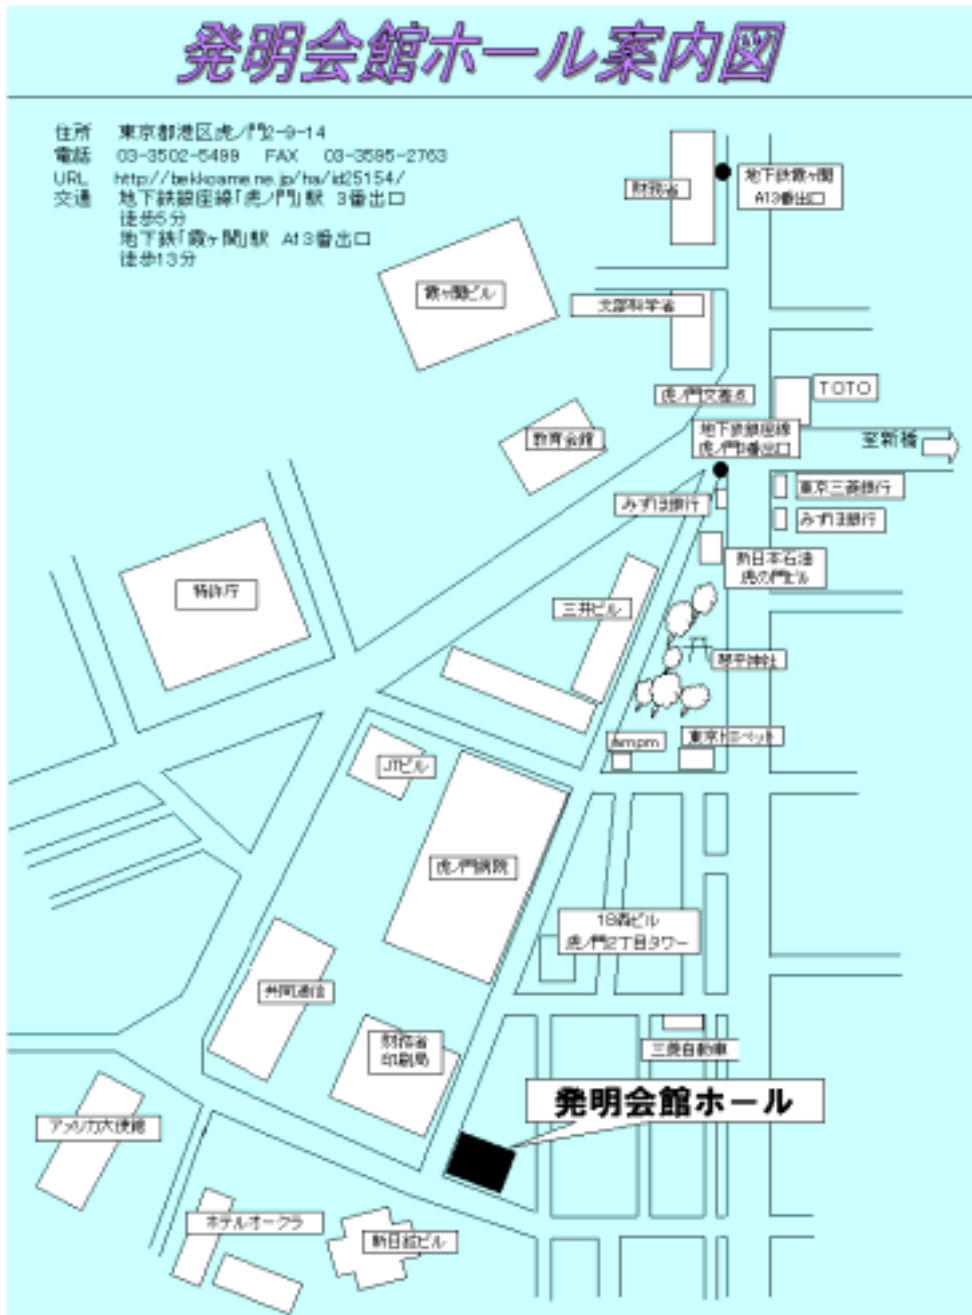 発明会館ホール案内図
住所 東京都港区虎ノ門2-9-14
電話 03-3502-5499 FAX 03-3595-2763
URL http://bekkoame.ne.jp/ha/id25154/
交通 地下鉄銀座線「虎ノ門」駅 3番出口
徒歩5分
地下鉄「霞ヶ関」駅 A13番出口
徒歩13分
財務省
地下鉄霞ヶ関
A13番出口
霞ヶ関ビル
文部科学省
虎ノ門交差点
TOTO
教育会館
地下鉄銀座線
虎ノ門3番出口
至新橋
みずほ銀行
東京三菱銀行
みずほ銀行
特許庁
新日本石油
虎の門ビル
三井ビル
琴平神社
ampm
東京トヨペット
JTビル
虎ノ門病院
18森ビル
虎ノ門2丁目タワー
共同通信
財務省
印刷局
三菱自動車
発明会館ホール
アメリカ大使館
ホテルオークラ
新日鉱ビル